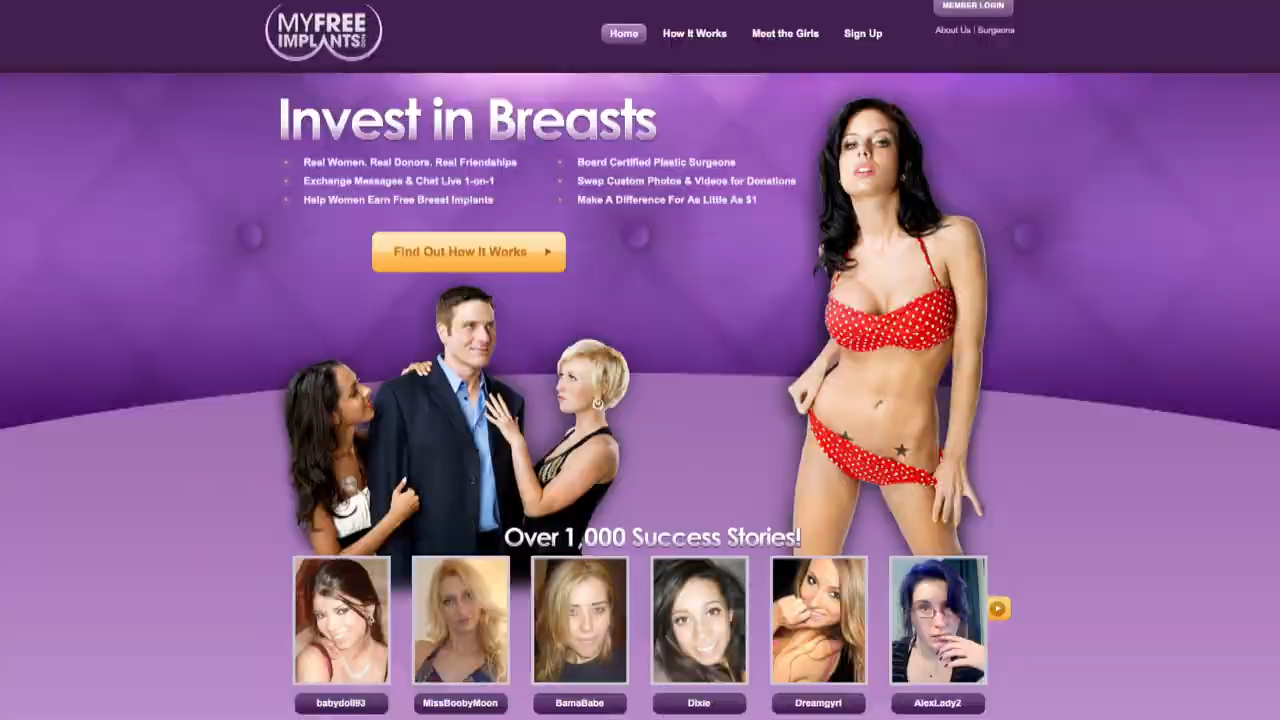 MYFREE
IMPLANTS.COM
Home
How It Works
Meet the Girls
Sign Up
MEMBER LOGIN
About Us | Surgeons
Invest in Breasts
Real Women. Real Donors. Real Friendships
Exchange Messages & Chat Live 1-on-1
Help Women Earn Free Breast Implants
Board Certified Plastic Surgeons
Swap Custom Photos & Videos for Donations
Make A Difference For As Little As $1
Find Out How It Works
Over 1,000 Success Stories!
babydoll93
MissBoobyMoon
BamaBabe
Dixie
Dreamgyrl
AlexLady2